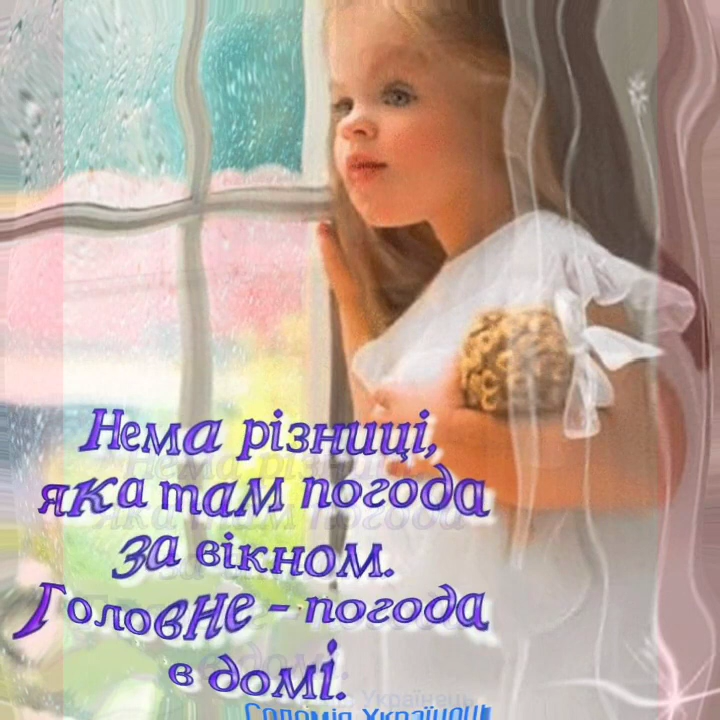 Нема різниці,
яка там погода
за вікном.
Головне - погода
в домі.
Соломія Українець